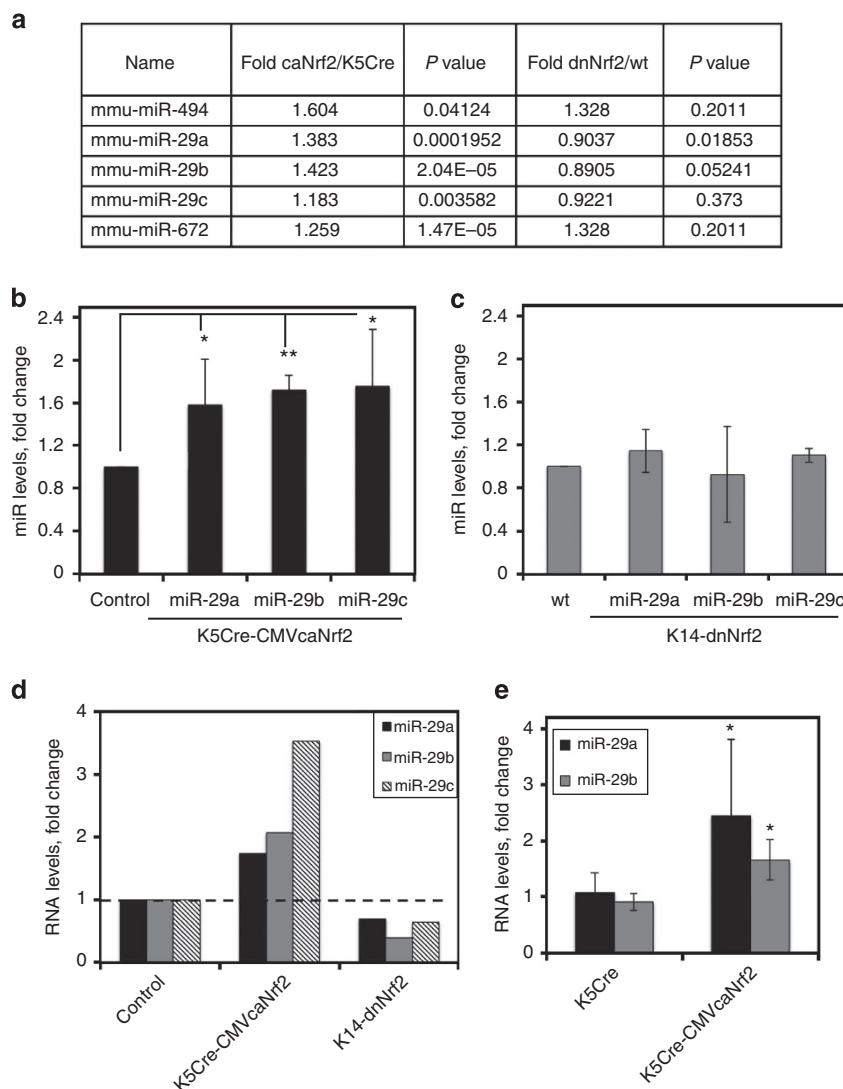 a
Name Fold caNrf2/K5Cre P value Fold dnNrf2/wt P value
mmu-miR-494 1.604 0.04124 1.328 0.2011
mmu-miR-29a 1.383 0.0001952 0.9037 0.01853
mmu-miR-29b 1.423 2.04E–05 0.8905 0.05241
mmu-miR-29c 1.183 0.003582 0.9221 0.373
mmu-miR-672 1.259 1.47E–05 1.328 0.2011
b
miR levels, fold change
2.4
2
1.6
1.2
0.8
0.4
0
* ** *
Control miR-29a miR-29b miR-29c
K5Cre-CMVcaNrf2
c
miR levels, fold change
2.4
2
1.6
1.2
0.8
0.4
0
wt miR-29a miR-29b miR-29c
K14-dnNrf2
d
RNA levels, fold change
4
3
2
1
0
miR-29a
miR-29b
miR-29c
Control
K5Cre-CMVcaNrf2
K14-dnNrf2
e
RNA levels, fold change
4
3
2
1
0
miR-29a
miR-29b
*
*
K5Cre
K5Cre-CMVcaNrf2